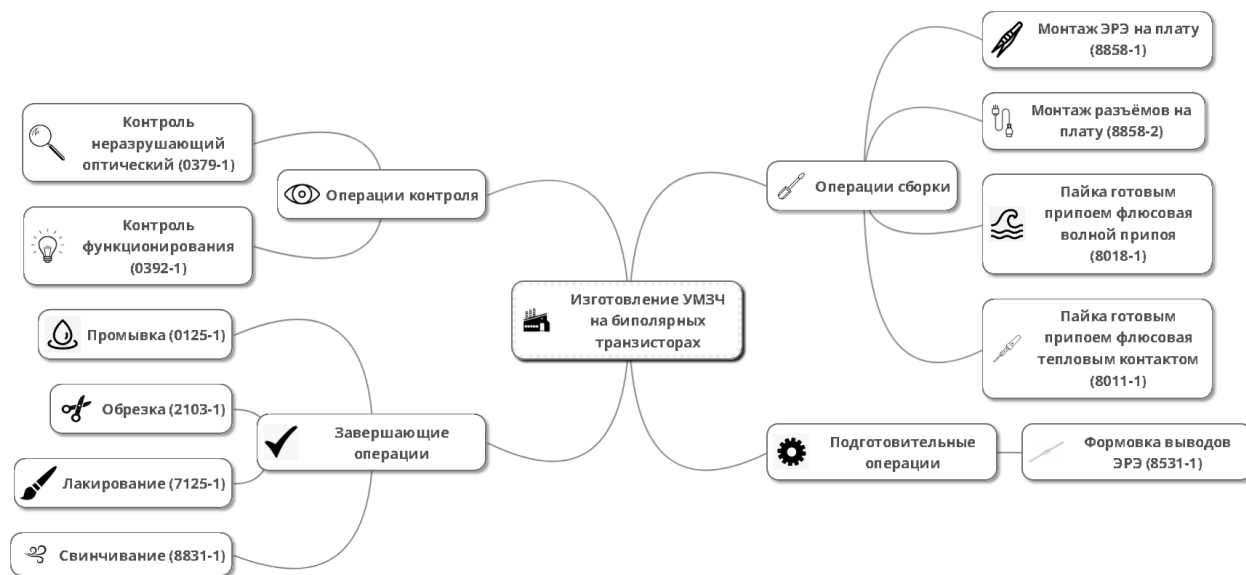 Монтаж ЭРЭ на плату
(8858-1)
Монтаж разъёмов на
плату (8858-2)
Операции сборки
Пайка готовым
припоем флюсовая
волной припоя
(8018-1)
Пайка готовым
припоем флюсовая
тепловым контактом
(8011-1)
Контроль
неразрушающий
оптический (0379-1)
Операции контроля
Контроль
функционирования
(0392-1)
Изготовление УМЗЧ
на биполярных
транзисторах
Промывка (0125-1)
Обрезка (2103-1)
Завершающие
операции
Лакирование (7125-1)
Свинчивание (8831-1)
Подготовительные
операции
Формовка выводов
ЭРЭ (8531-1)